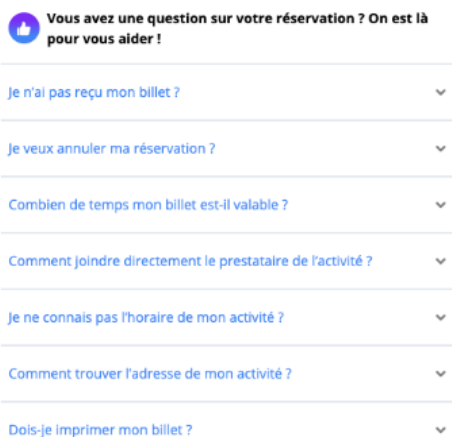 Vous avez une question sur votre réservation ? On est là
pour vous aider !
Je n'ai pas reçu mon billet ?
Je veux annuler ma réservation ?
Combien de temps mon billet est-il valable ?
Comment joindre directement le prestataire de l'activité ?
Je ne connais pas l'horaire de mon activité ?
Comment trouver l'adresse de mon activité ?
Dois-je imprimer mon billet ?